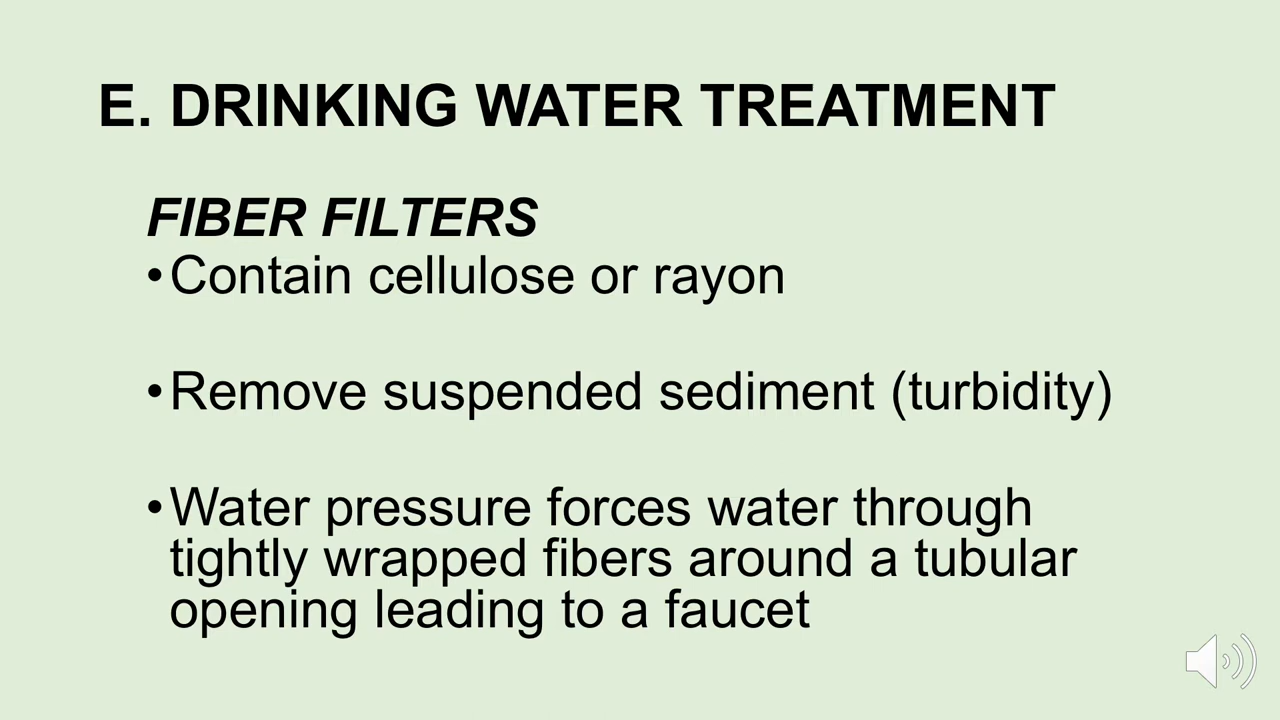 E. DRINKING WATER TREATMENT
FIBER FILTERS
•Contain cellulose or rayon
•Remove suspended sediment (turbidity)
•Water pressure forces water through
tightly wrapped fibers around a tubular
opening leading to a faucet